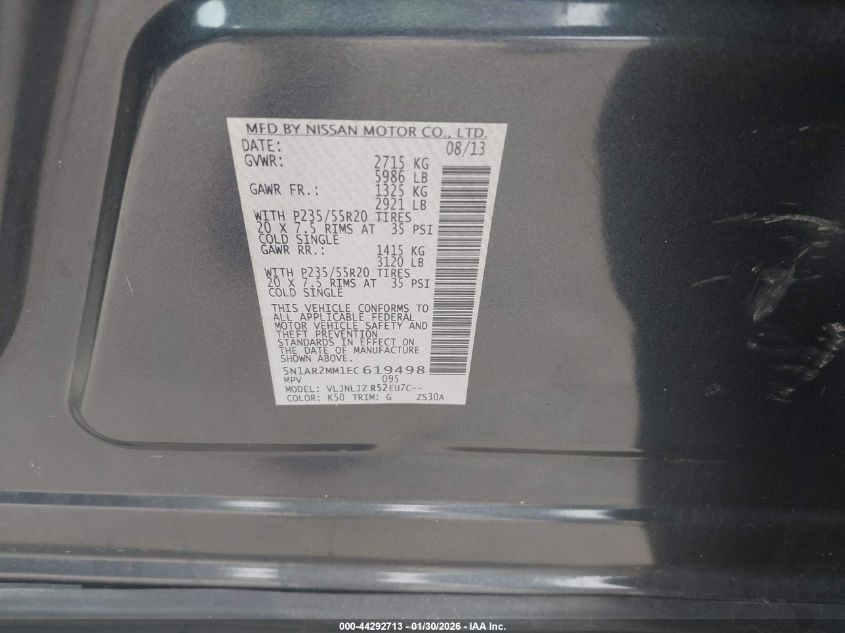 MFD BY NISSAN MOTOR CO., LTD.
DATE: 08/13
GVWR: 2715 KG
5986 LB
GAWR FR.: 1325 KG
2921 LB
WITH P235/55R20 TIRES
20 X 7.5 RIMS AT 35 PSI
COLD SINGLE
GAWR RR.: 1415 KG
3120 LB
WITH P235/55R20 TIRES
20 X 7.5 RIMS AT 35 PSI
COLD SINGLE
THIS VEHICLE CONFORMS TO
ALL APPLICABLE FEDERAL
MOTOR VEHICLE SAFETY AND
THEFT PREVENTION
STANDARDS IN EFFECT ON
THE DATE OF MANUFACTURE
SHOWN ABOVE.
5N1AR2MM1EC619498
MPV 095
MODEL: VLJNLJZ R52EU7C--
COLOR: K50 TRIM: G ZS30A
000-44292713 - 01/30/2026 - IAA Inc.